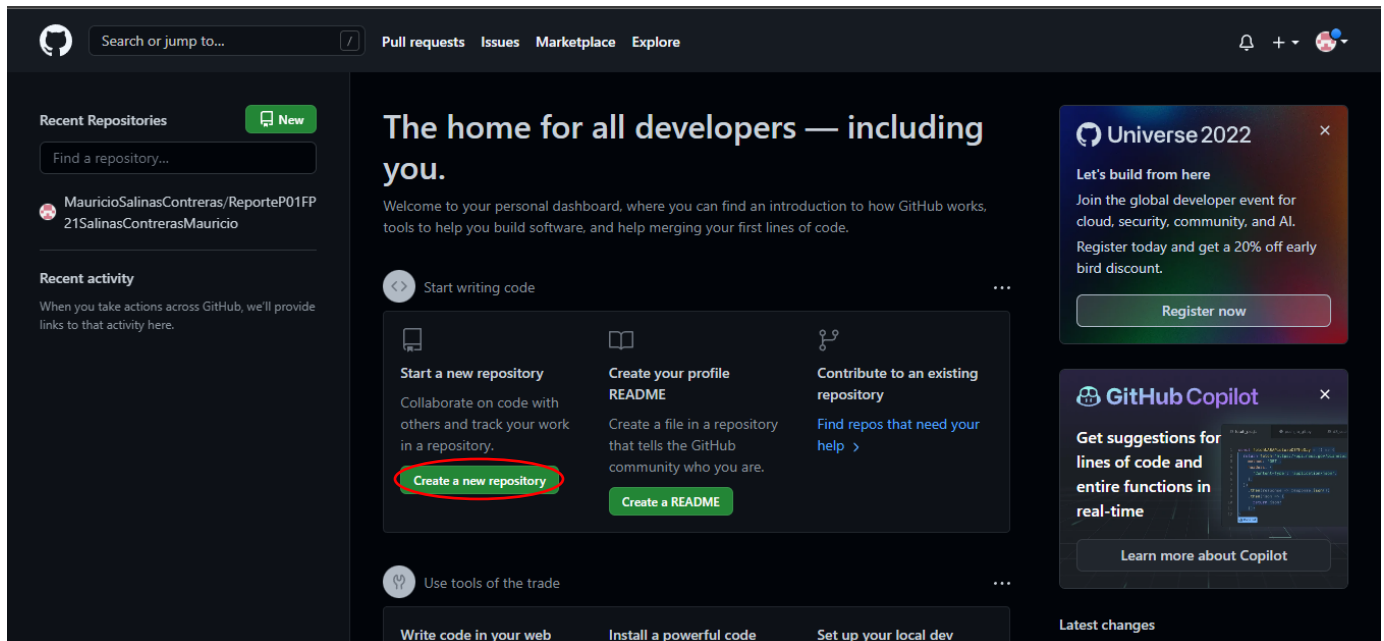 Search or jump to...
/
Pull requests Issues Marketplace Explore
Recent Repositories
New
Find a repository...
MauricioSalinasContreras/ReporteP01FP
21SalinasContrerasMauricio
Recent activity
When you take actions across GitHub, we'll provide
links to that activity here.
The home for all developers — including
you.
Welcome to your personal dashboard, where you can find an introduction to how GitHub works,
tools to help you build software, and help merging your first lines of code.
Start writing code
Start a new repository
Collaborate on code with
others and track your work
in a repository.
Create a new repository
Create your profile
README
Create a file in a repository
that tells the GitHub
community who you are.
Create a README
Contribute to an existing
repository
Find repos that need your
help >
Use tools of the trade
Write code in your web
Install a powerful code
Set up your local dev
Universe 2022
Let's build from here
Join the global developer event for
cloud, security, community, and AI.
Register today and get a 20% off early
bird discount.
Register now
GitHub Copilot
Get suggestions for
lines of code and
entire functions in
real-time
Learn more about Copilot
Latest changes